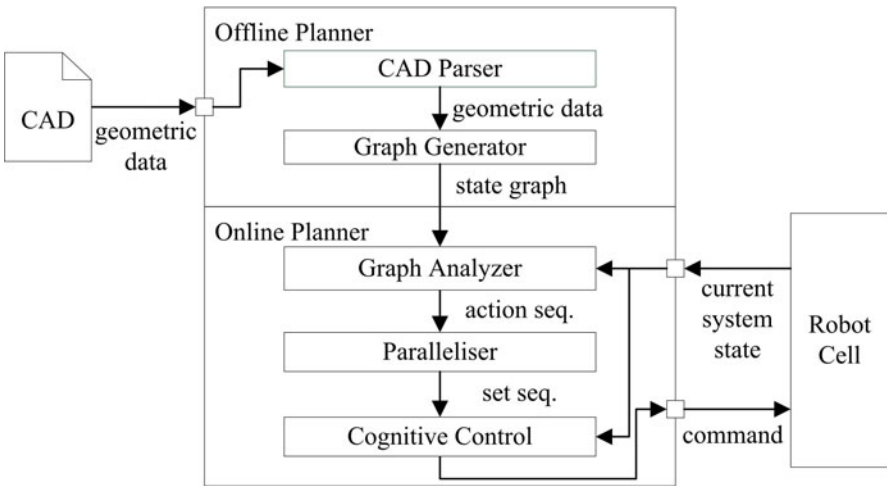 Offline Planner
CAD Parser
CAD
geometric
data
geometric data
Graph Generator
state graph
Online Planner
Graph Analyzer
current
system
state
action seq.
Robot
Cell
Paralleliser
set seq.
Cognitive Control
command